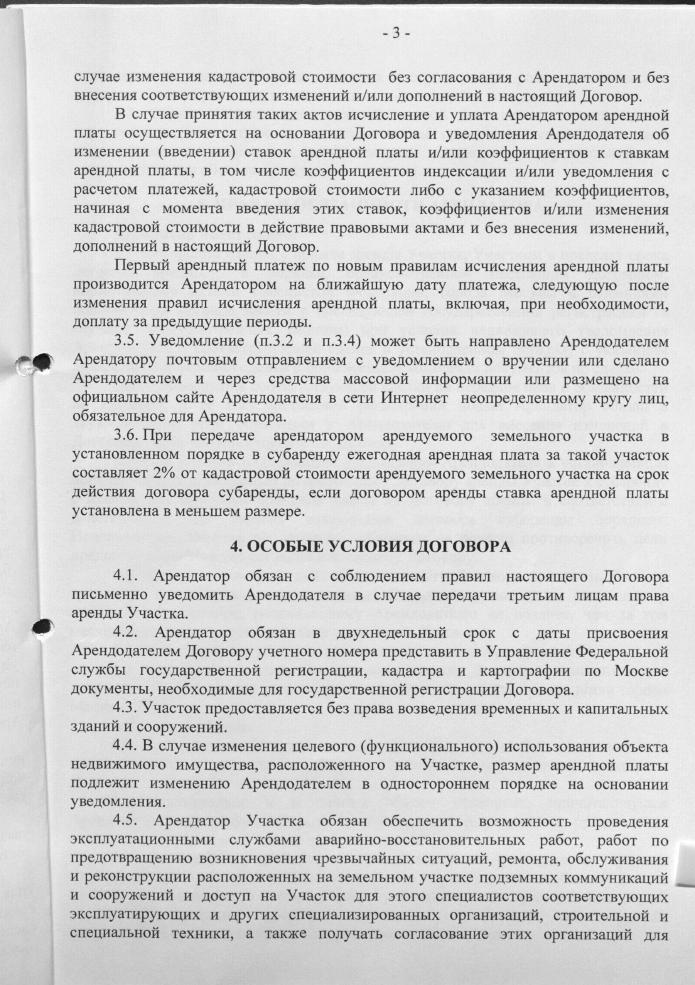 - 3 -
случае изменения кадастровой стоимости без согласования с Арендатором и без
внесения соответствующих изменений и/или дополнений в настоящий Договор.
В случае принятия таких актов исчисление и уплата Арендатором арендной
платы осуществляется на основании Договора и уведомления Арендодателя об
изменении (введении) ставок арендной платы и/или коэффициентов к ставкам
арендной платы, в том числе коэффициентов индексации и/или уведомления с
расчетом платежей, кадастровой стоимости либо с указанием коэффициентов,
начиная с момента введения этих ставок, коэффициентов и/или изменения
кадастровой стоимости в действие правовыми актами и без внесения изменений,
дополнений в настоящий Договор.
Первый арендный платеж по новым правилам исчисления арендной платы
производится Арендатором на ближайшую дату платежа, следующую после
изменения правил исчисления арендной платы, включая, при необходимости,
доплату за предыдущие периоды.
3.5. Уведомление (п.3.2 и п.3.4) может быть направлено Арендодателем
Арендатору почтовым отправлением с уведомлением о вручении или сделано
Арендодателем и через средства массовой информации или размещено на
официальном сайте Арендодателя в сети Интернет неопределенному кругу лиц,
обязательное для Арендатора.
3.6. При передаче арендатором арендуемого земельного участка в
установленном порядке в субаренду ежегодная арендная плата за такой участок
составляет 2% от кадастровой стоимости арендуемого земельного участка на срок
действия договора субаренды, если договором аренды ставка арендной платы
установлена в меньшем размере.
4. ОСОБЫЕ УСЛОВИЯ ДОГОВОРА
4.1. Арендатор обязан с соблюдением правил настоящего Договора
письменно уведомить Арендодателя в случае передачи третьим лицам права
аренды Участка.
4.2. Арендатор обязан в двухнедельный срок с даты присвоения
Арендодателем Договору учетного номера представить в Управление Федеральной
службы государственной регистрации, кадастра и картографии по Москве
документы, необходимые для государственной регистрации Договора.
4.3. Участок предоставляется без права возведения временных и капитальных
зданий и сооружений.
4.4. В случае изменения целевого (функционального) использования объекта
недвижимого имущества, расположенного на Участке, размер арендной платы
подлежит изменению Арендодателем в одностороннем порядке на основании
уведомления.
4.5. Арендатор Участка обязан обеспечить возможность проведения
эксплуатационными службами аварийно-восстановительных работ, работ по
предотвращению возникновения чрезвычайных ситуаций, ремонта, обслуживания
и реконструкции расположенных на земельном участке подземных коммуникаций
и сооружений и доступ на Участок для этого специалистов соответствующих
эксплуатирующих и других специализированных организаций, строительной и
специальной техники, а также получать согласование этих организаций для